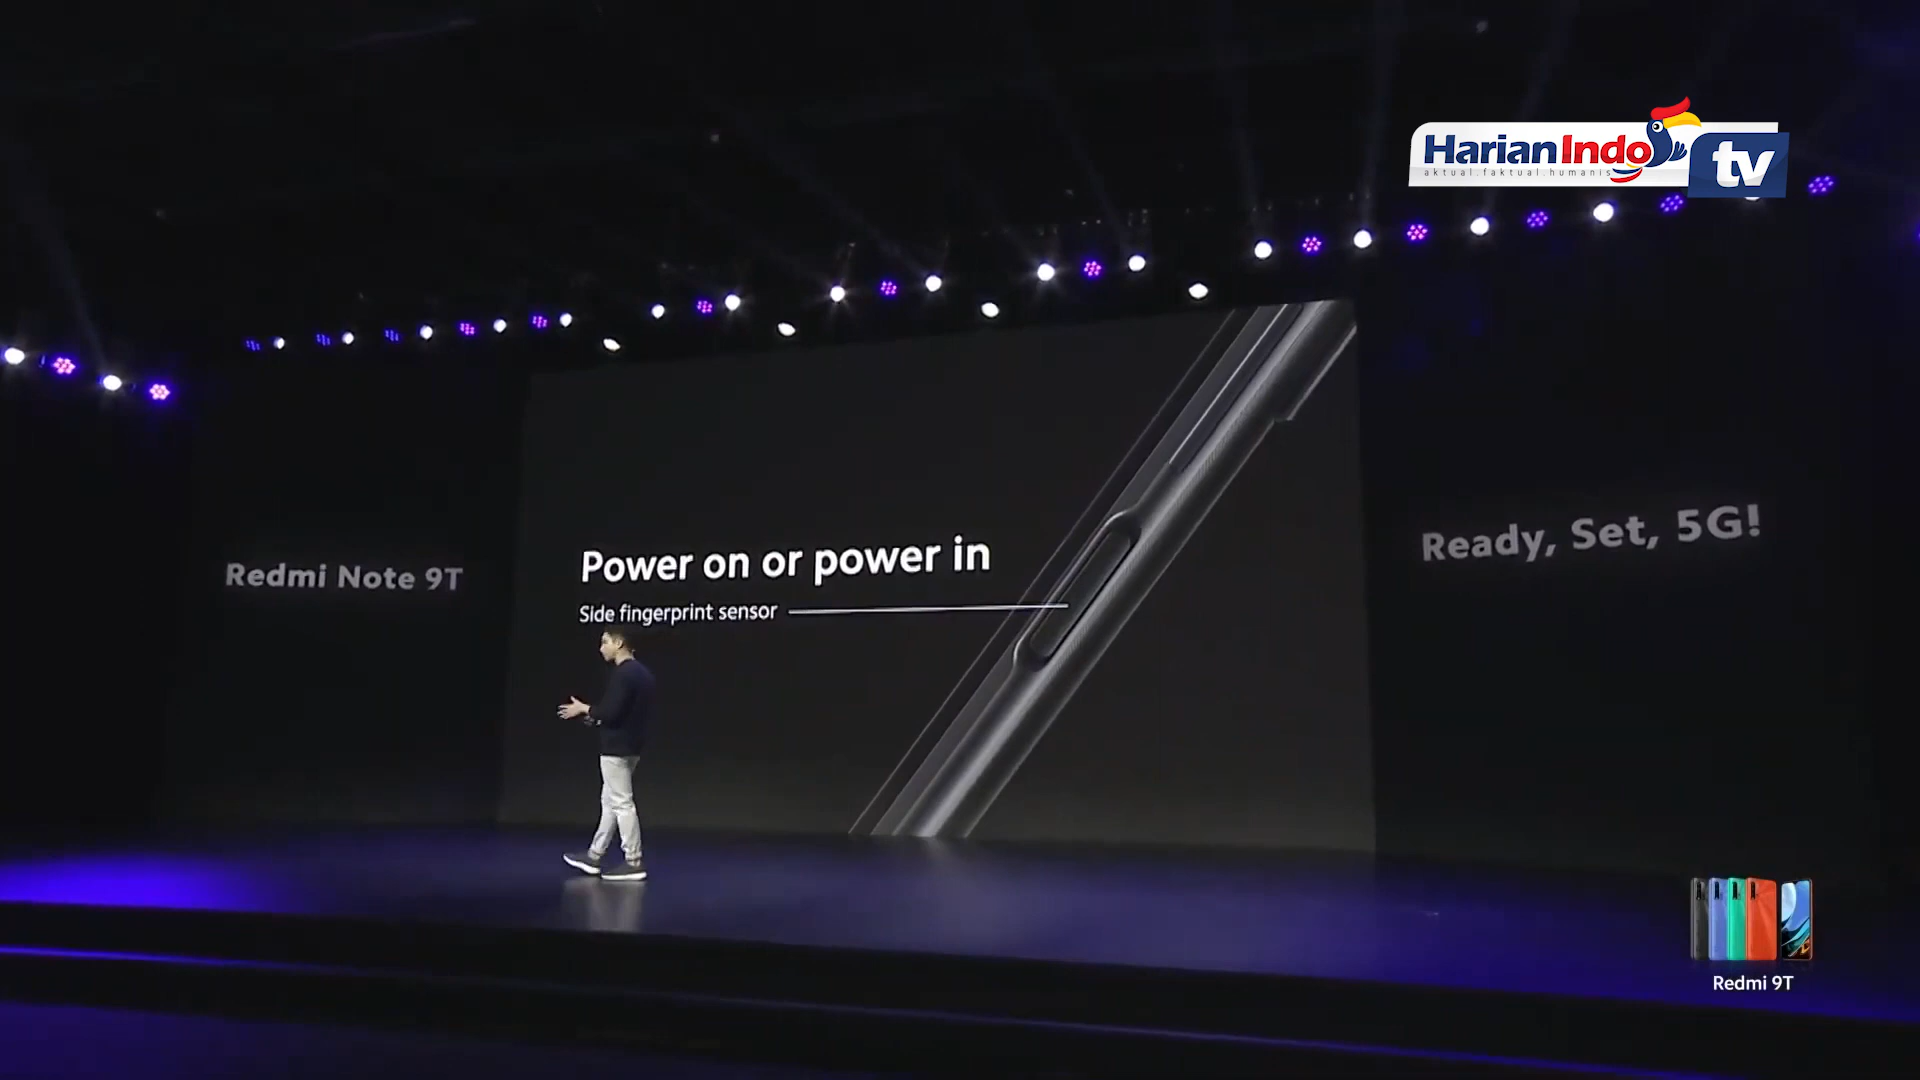 HarianIndo tv
aktual.faktual.humanis
Redmi Note 9T
Power on or power in
Side fingerprint sensor
Ready, Set, 5G!
Redmi 9T